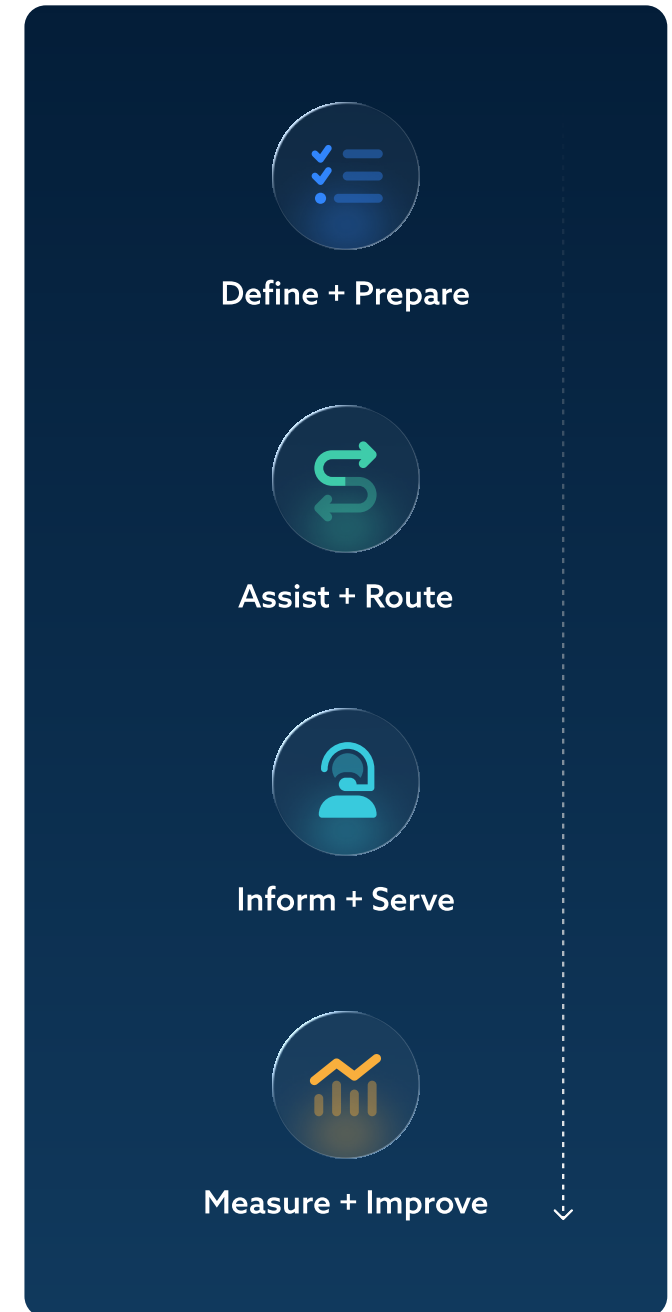 Define + Prepare
Assist + Route
Inform + Serve
Measure + Improve